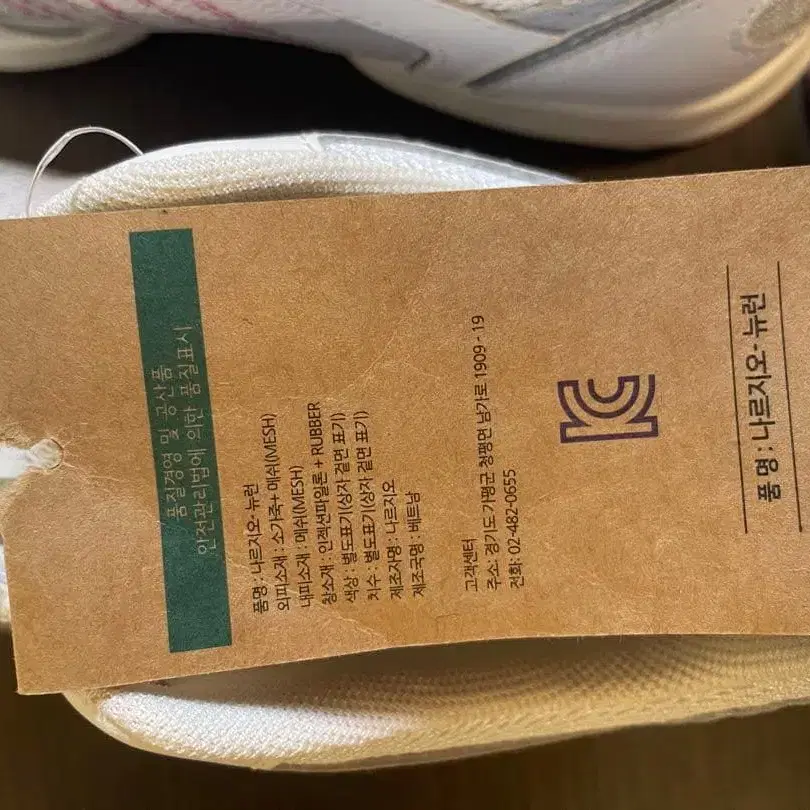 품질경영 및 공산품
안전관리법에 의한 품질표시
품명 : 나르지오- 뉴런
외피소재 : 소가죽+ 메쉬(MESH)
내피소재 : 메쉬(MESH)
창소재 : 인젝션파일론 + RUBBER
색상 : 별도표기(상자 겉면 표기)
치수 : 별도표기(상자 겉면 표기)
제조자명 : 나르지오
제조국명 : 베트남
고객센터
주소: 경기도 가평군 청평면 남가로 1909 - 19
전화: 02-482-0655
품 명 : 나르지오- 뉴런